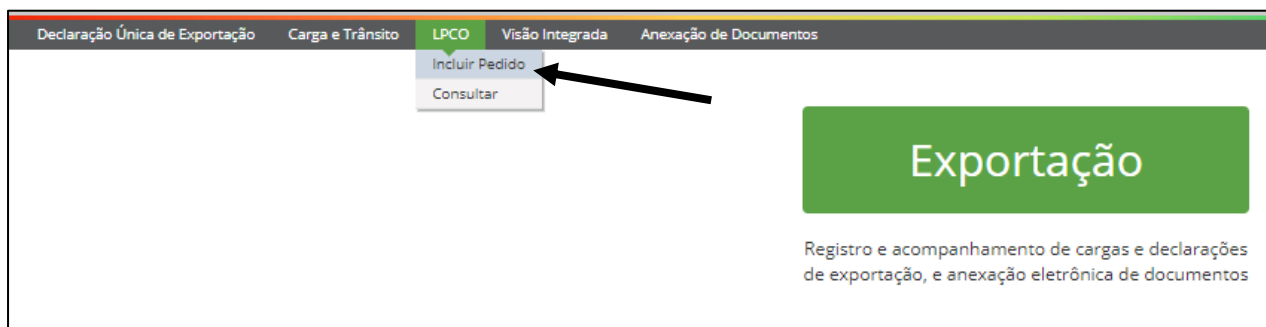 Declaração Única de Exportação Carga e Trânsito LPCO Visão Integrada Anexação de Documentos
Incluir Pedido
Consultar
Exportação
Registro e acompanhamento de cargas e declarações
de exportação, e anexação eletrônica de documentos